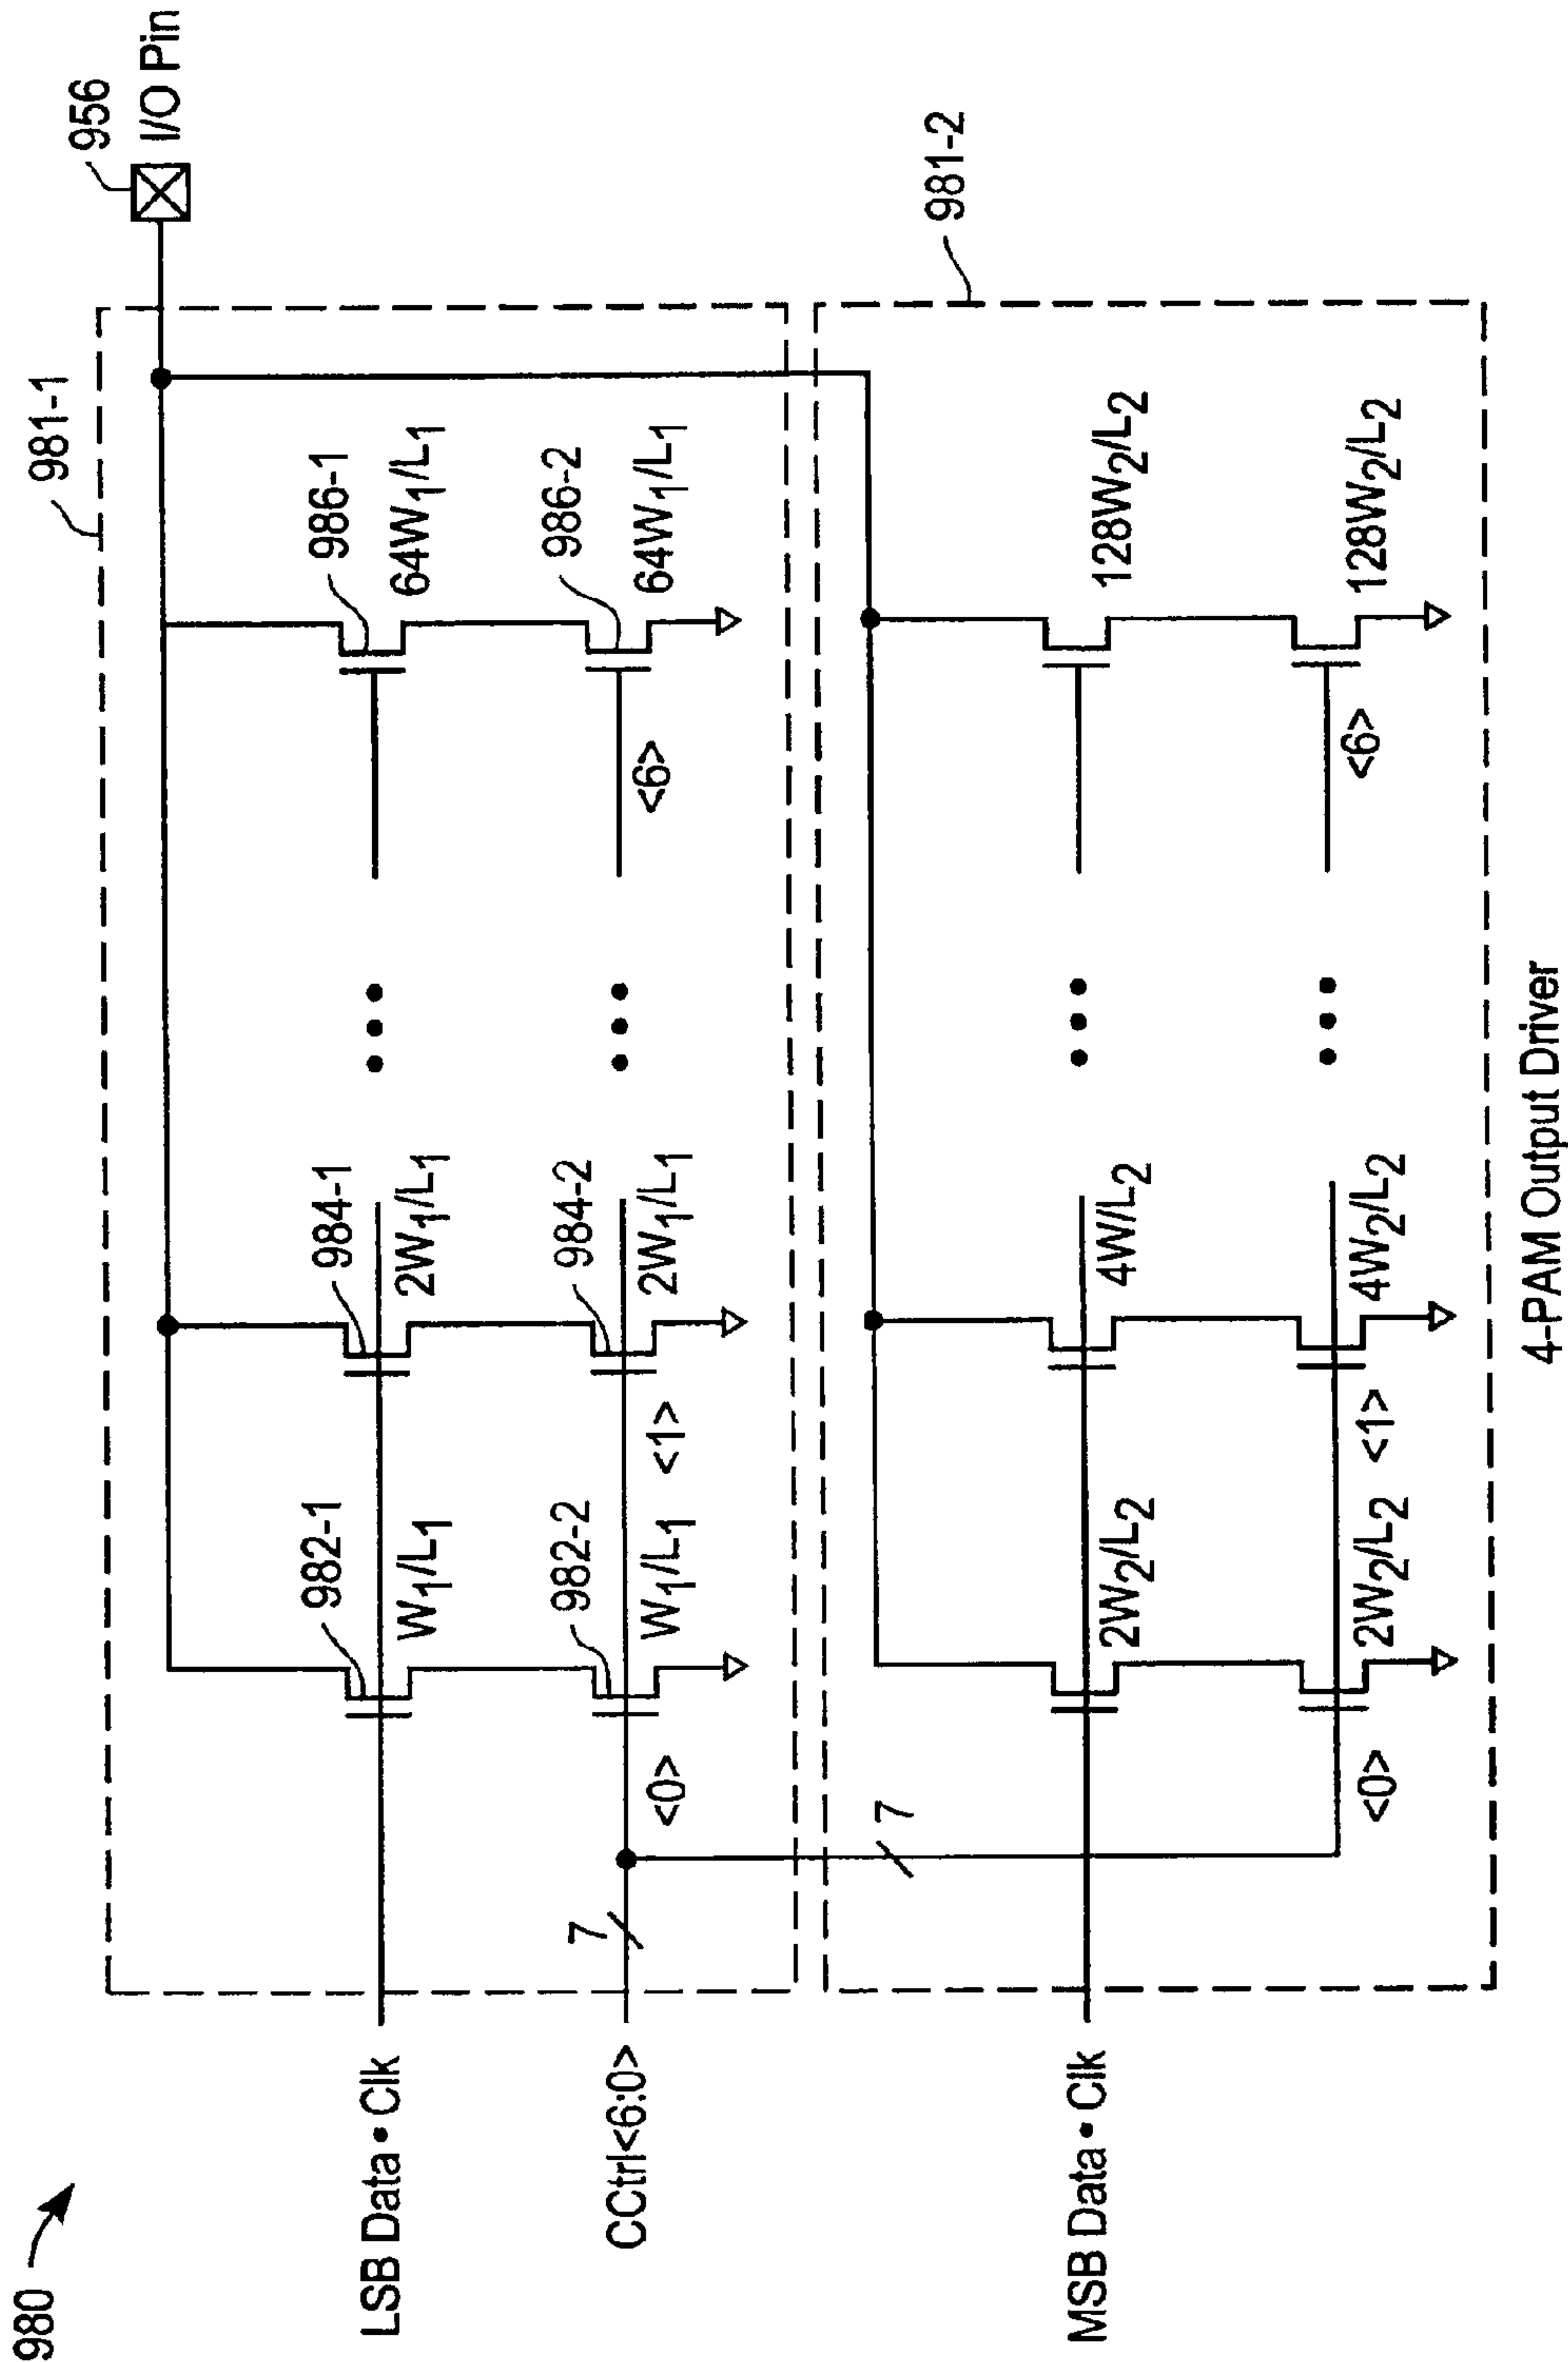 980
981-1
956
I/O Pin
982-1
984-1
986-1
LSB Data • Clk
W1/L1
2W1/L1
64W1/L1
982-2
984-2
986-2
7
CCtrl<6:0>
W1/L1
2W1/L1
64W1/L1
<0>
<1>
<6>
7
981-2
MSB Data • Clk
2W2/L2
4W/L2
128W2/L2
2W2/L2
4W2/L2
128W2/L2
<0>
<1>
<6>
4-PAM Output Driver